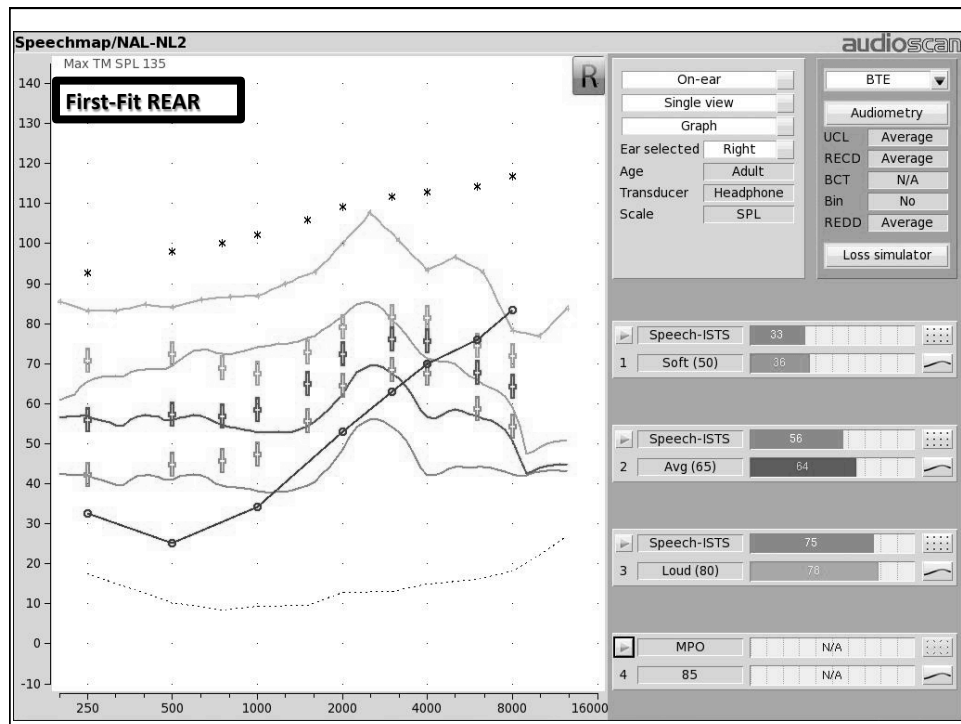 Speechmap/NAL-NL2
audioscan
Max TM SPL 135
R
First-Fit REAR
140
130
120
110
100
90
80
70
60
50
40
30
20
10
0
-10
250 500 1000 2000 4000 8000 16000
On-ear
Single view
Graph
Ear selected Right
Age Adult
Transducer Headphone
Scale SPL
BTE
Audiometry
UCL Average
RECD Average
BCT N/A
Bin No
REDD Average
Loss simulator
Speech-ISTS 33
1 Soft (50) 36
Speech-ISTS 56
2 Avg (65) 64
Speech-ISTS 75
3 Loud (80) 78
MPO N/A
4 85 N/A